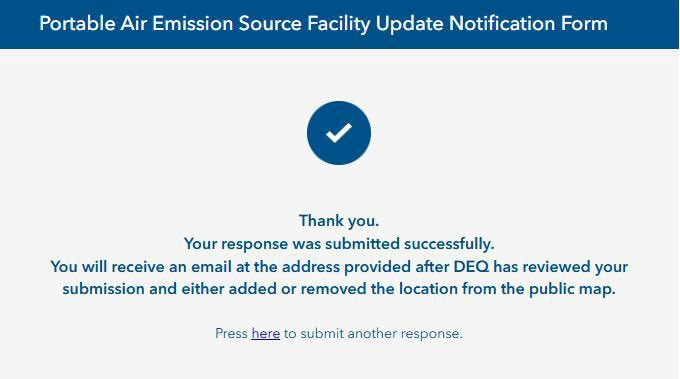 Portable Air Emission Source Facility Update Notification Form
Thank you.
Your response was submitted successfully.
You will receive an email at the address provided after DEQ has reviewed your
submission and either added or removed the location from the public map.
Press here to submit another response.